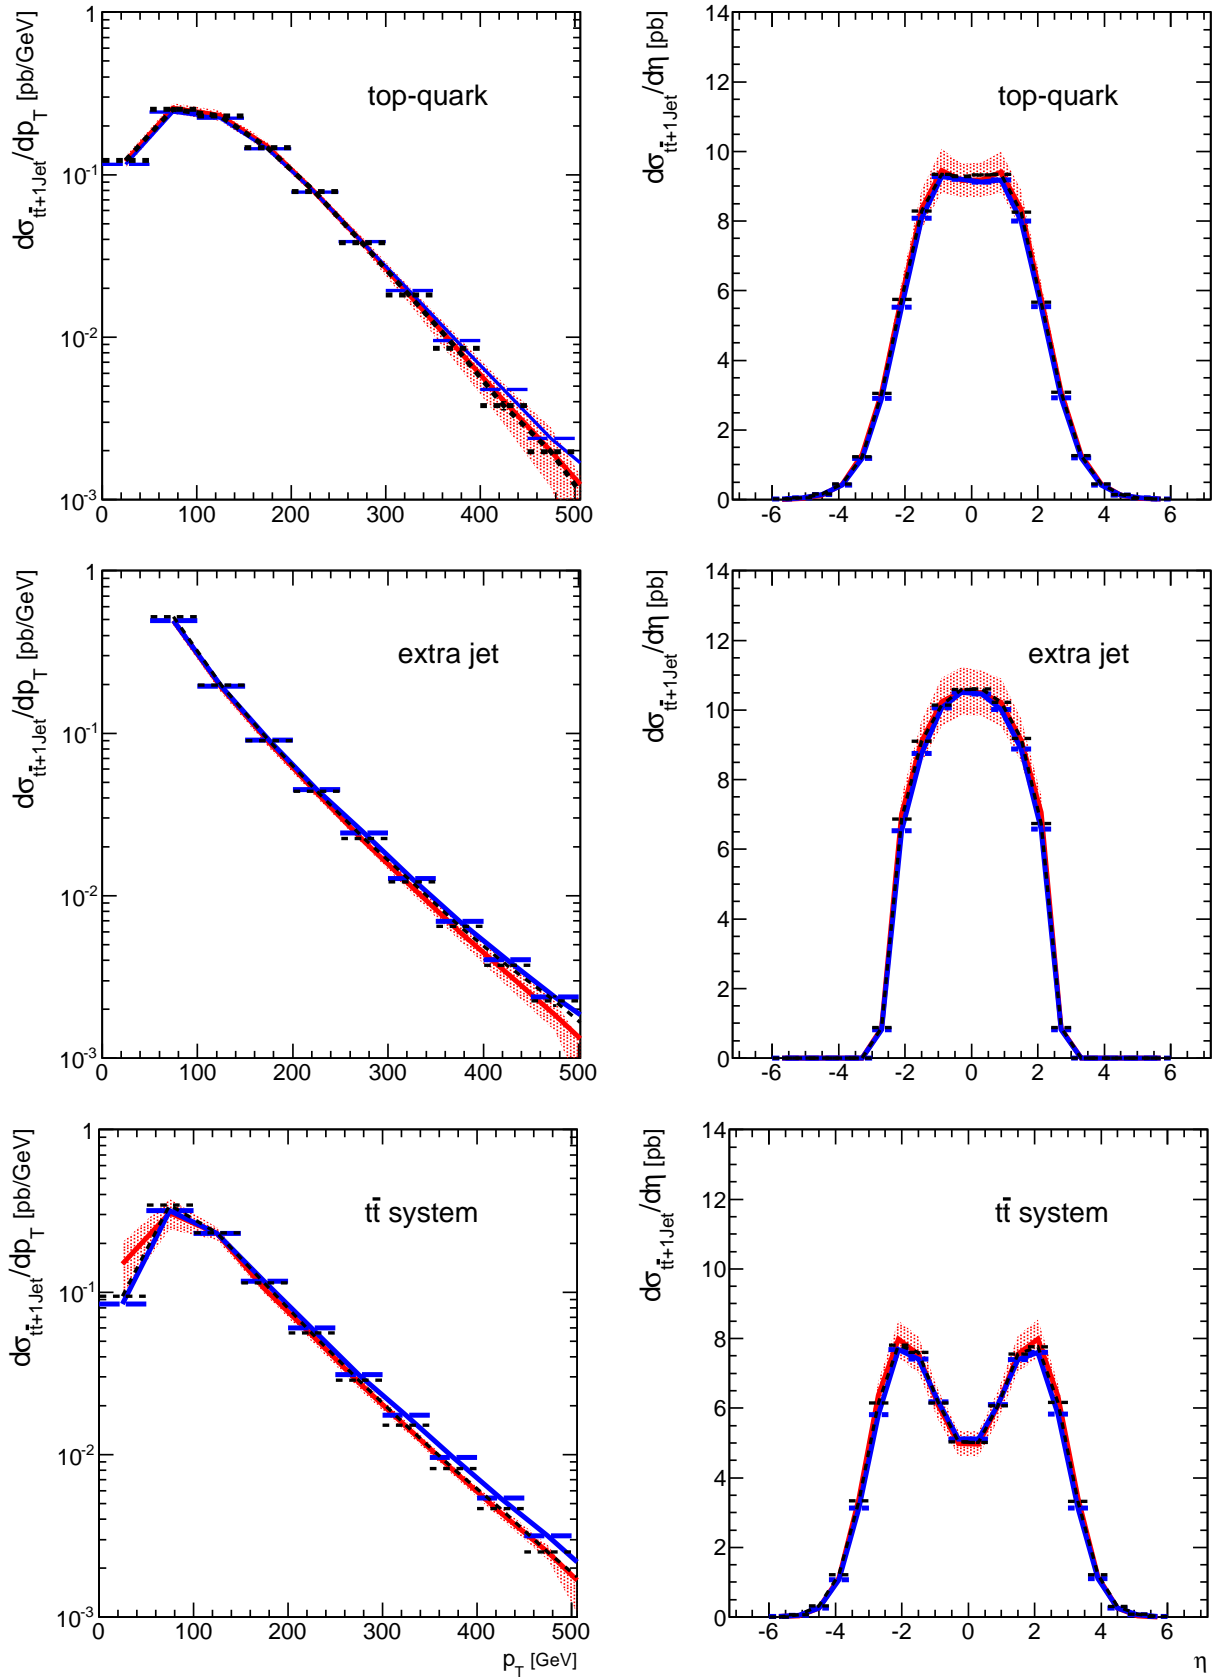 dσtt̄+1Jet/dpT [pb/GeV]
1
10-1
10-2
10-3
0 100 200 300 400 500
top-quark
dσtt̄+1Jet/dη [pb]
14
12
10
8
6
4
2
0
-6 -4 -2 0 2 4 6
top-quark
dσtt̄+1Jet/dpT [pb/GeV]
1
10-1
10-2
10-3
0 100 200 300 400 500
extra jet
dσtt̄+1Jet/dη [pb]
14
12
10
8
6
4
2
0
-6 -4 -2 0 2 4 6
extra jet
dσtt̄+1Jet/dpT [pb/GeV]
1
10-1
10-2
10-3
0 100 200 300 400 500
tt̄ system
pT [GeV]
dσtt̄+1Jet/dη [pb]
14
12
10
8
6
4
2
0
-6 -4 -2 0 2 4 6
tt̄ system
η